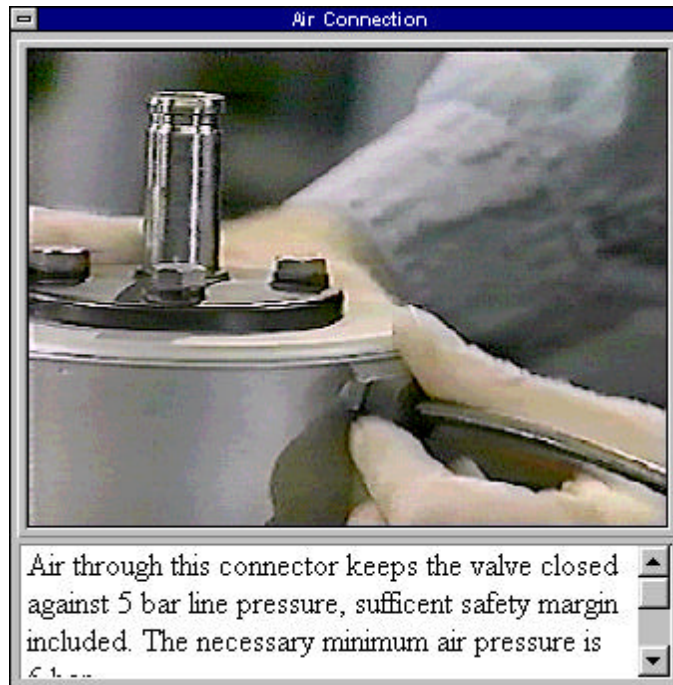 Air Connection
Air through this connector keeps the valve closed
against 5 bar line pressure, sufficent safety margin
included. The necessary minimum air pressure is